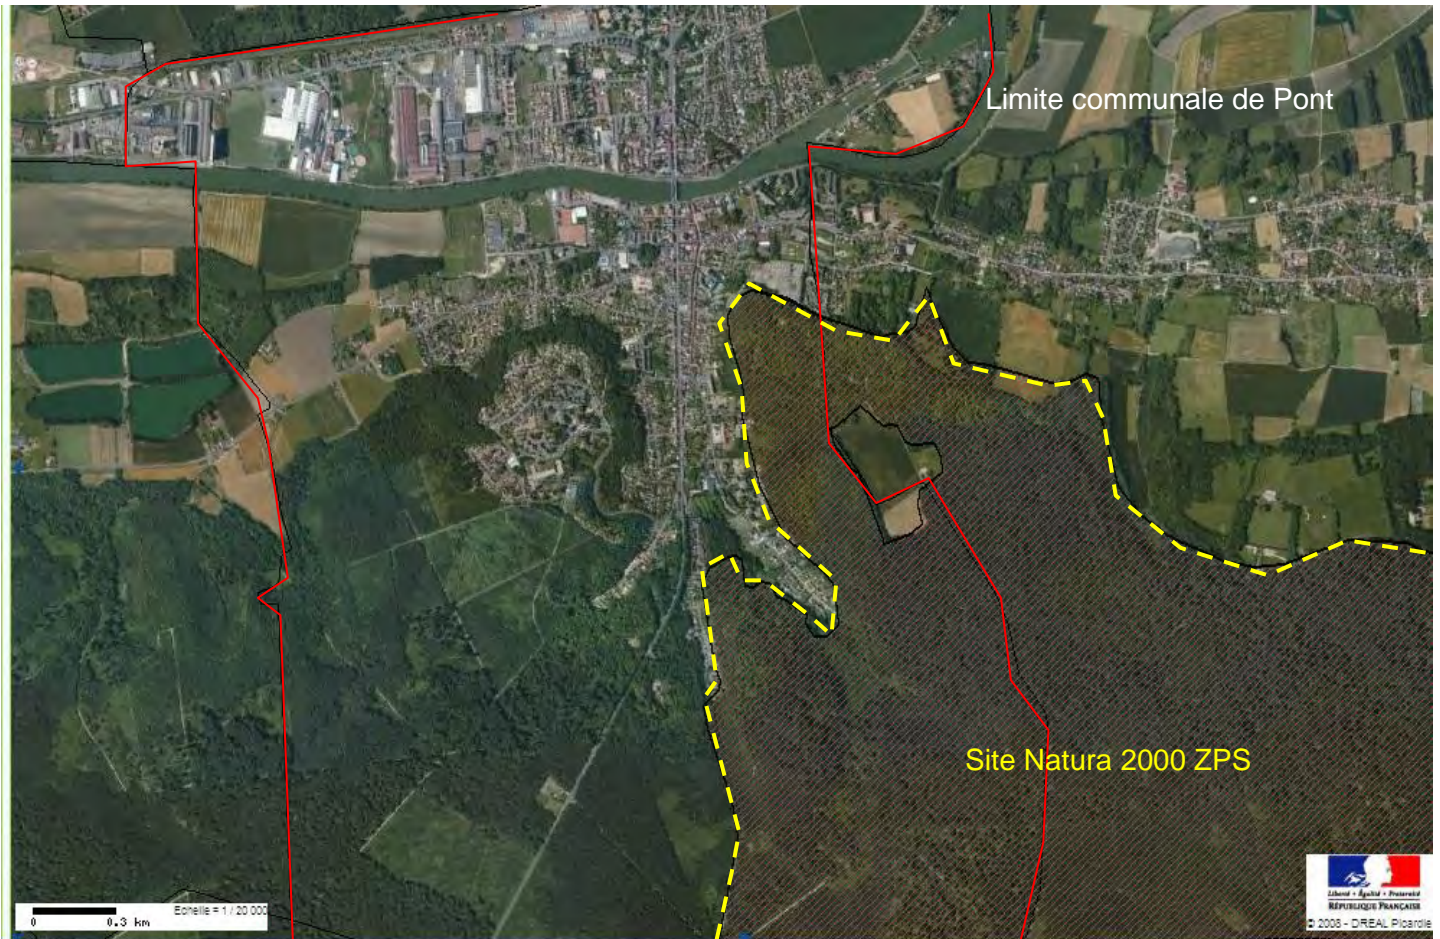 Limite communale de Pont
Site Natura 2000 ZPS
Echelle = 1 / 20 000
0 0.3 km
Liberté • Égalité • Fraternité
RÉPUBLIQUE FRANÇAISE
© 2008 - DREAL Picardie